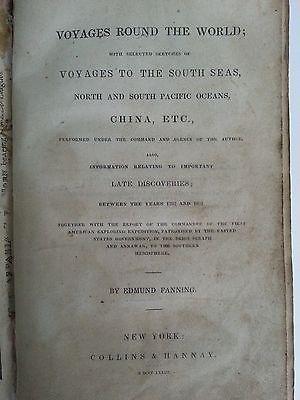 VOYAGES ROUND THE WORLD;
WITH SELECTED SKETCHES OF
VOYAGES TO THE SOUTH SEAS,
NORTH AND SOUTH PACIFIC OCEANS,
CHINA, ETC.,
PERFORMED UNDER THE COMMAND AND AGENCY OF THE AUTHOR.
ALSO,
INFORMATION RELATING TO IMPORTANT
LATE DISCOVERIES;
BETWEEN THE YEARS 1792 AND
TOGETHER WITH THE REPORT OF THE COMMANDER OF THE FIRST
AMERICAN EXPLORING EXPEDITION, PATRONISED BY THE UNITED
STATES GOVERNMENT, IN THE BRIGS SERAPH
AND ANNAWAN, TO THE SOUTHERN
HEMISPHERE.
BY EDMUND FANNING.
NEW YORK:
COLLINS & HANNAY.